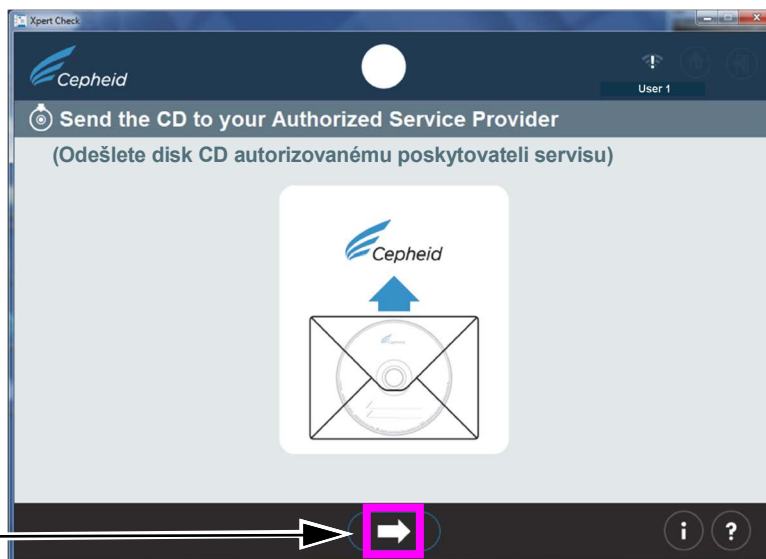 Xpert Check
Cepheid
User 1
Send the CD to your Authorized Service Provider
(Odešlete disk CD autorizovanému poskytovateli servisu)
Cepheid
Cepheid
i ?